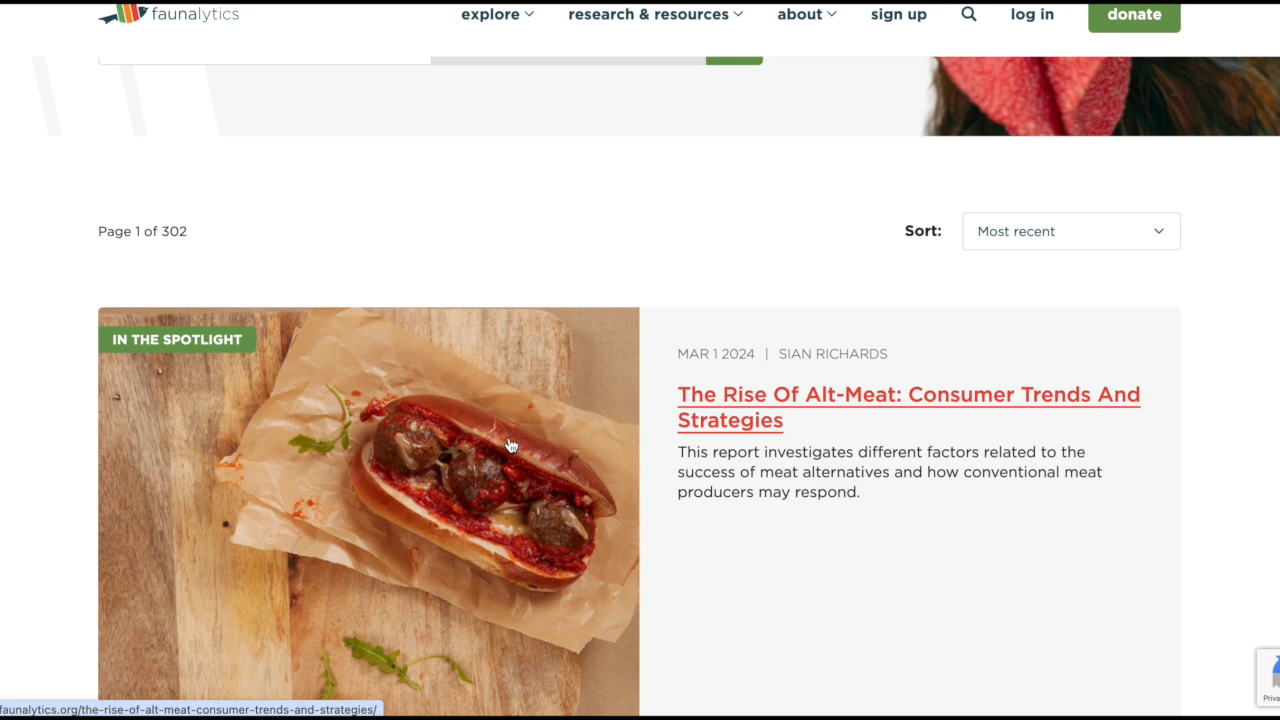 faunalytics
explore
research & resources
about
sign up
log in
donate
Page 1 of 302
Sort:
Most recent
IN THE SPOTLIGHT
MAR 1 2024 | SIAN RICHARDS
The Rise Of Alt-Meat: Consumer Trends And
Strategies
This report investigates different factors related to the
success of meat alternatives and how conventional meat
producers may respond.
faunalytics.org/the-rise-of-alt-meat-consumer-trends-and-strategies/